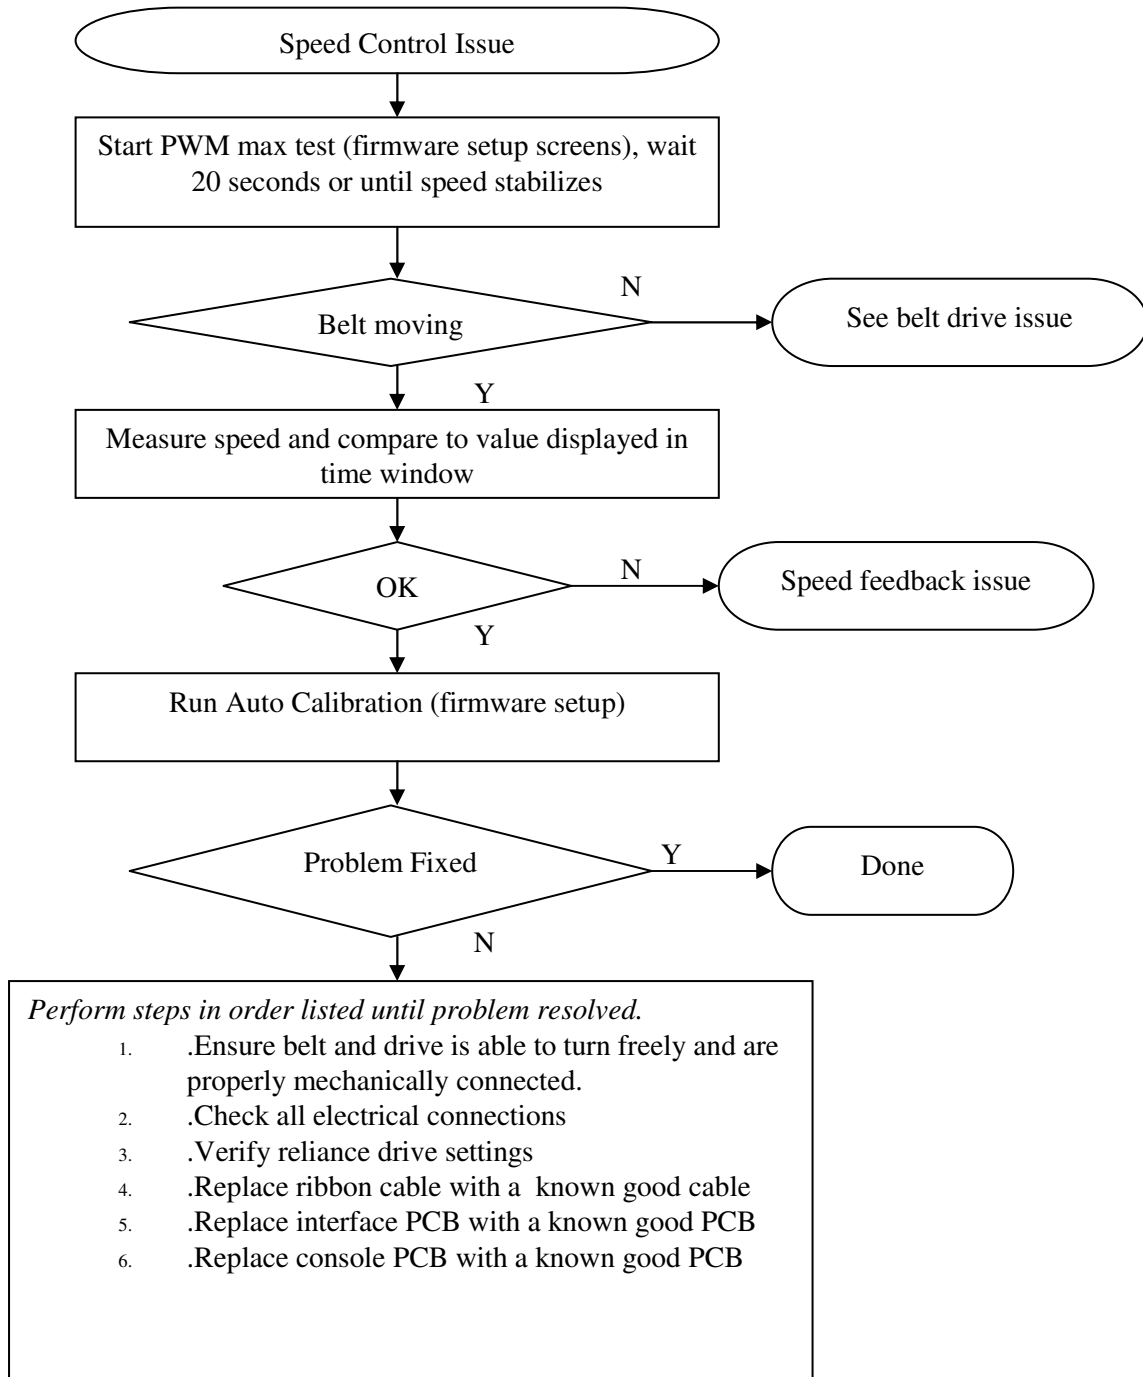 Speed Control Issue
Start PWM max test (firmware setup screens), wait
20 seconds or until speed stabilizes
N
Belt moving
See belt drive issue
Y
Measure speed and compare to value displayed in
time window
N
OK
Speed feedback issue
Y
Run Auto Calibration (firmware setup)
Problem Fixed
Y
Done
N
Perform steps in order listed until problem resolved.
1. .Ensure belt and drive is able to turn freely and are
properly mechanically connected.
2. .Check all electrical connections
3. .Verify reliance drive settings
4. .Replace ribbon cable with a known good cable
5. .Replace interface PCB with a known good PCB
6. .Replace console PCB with a known good PCB